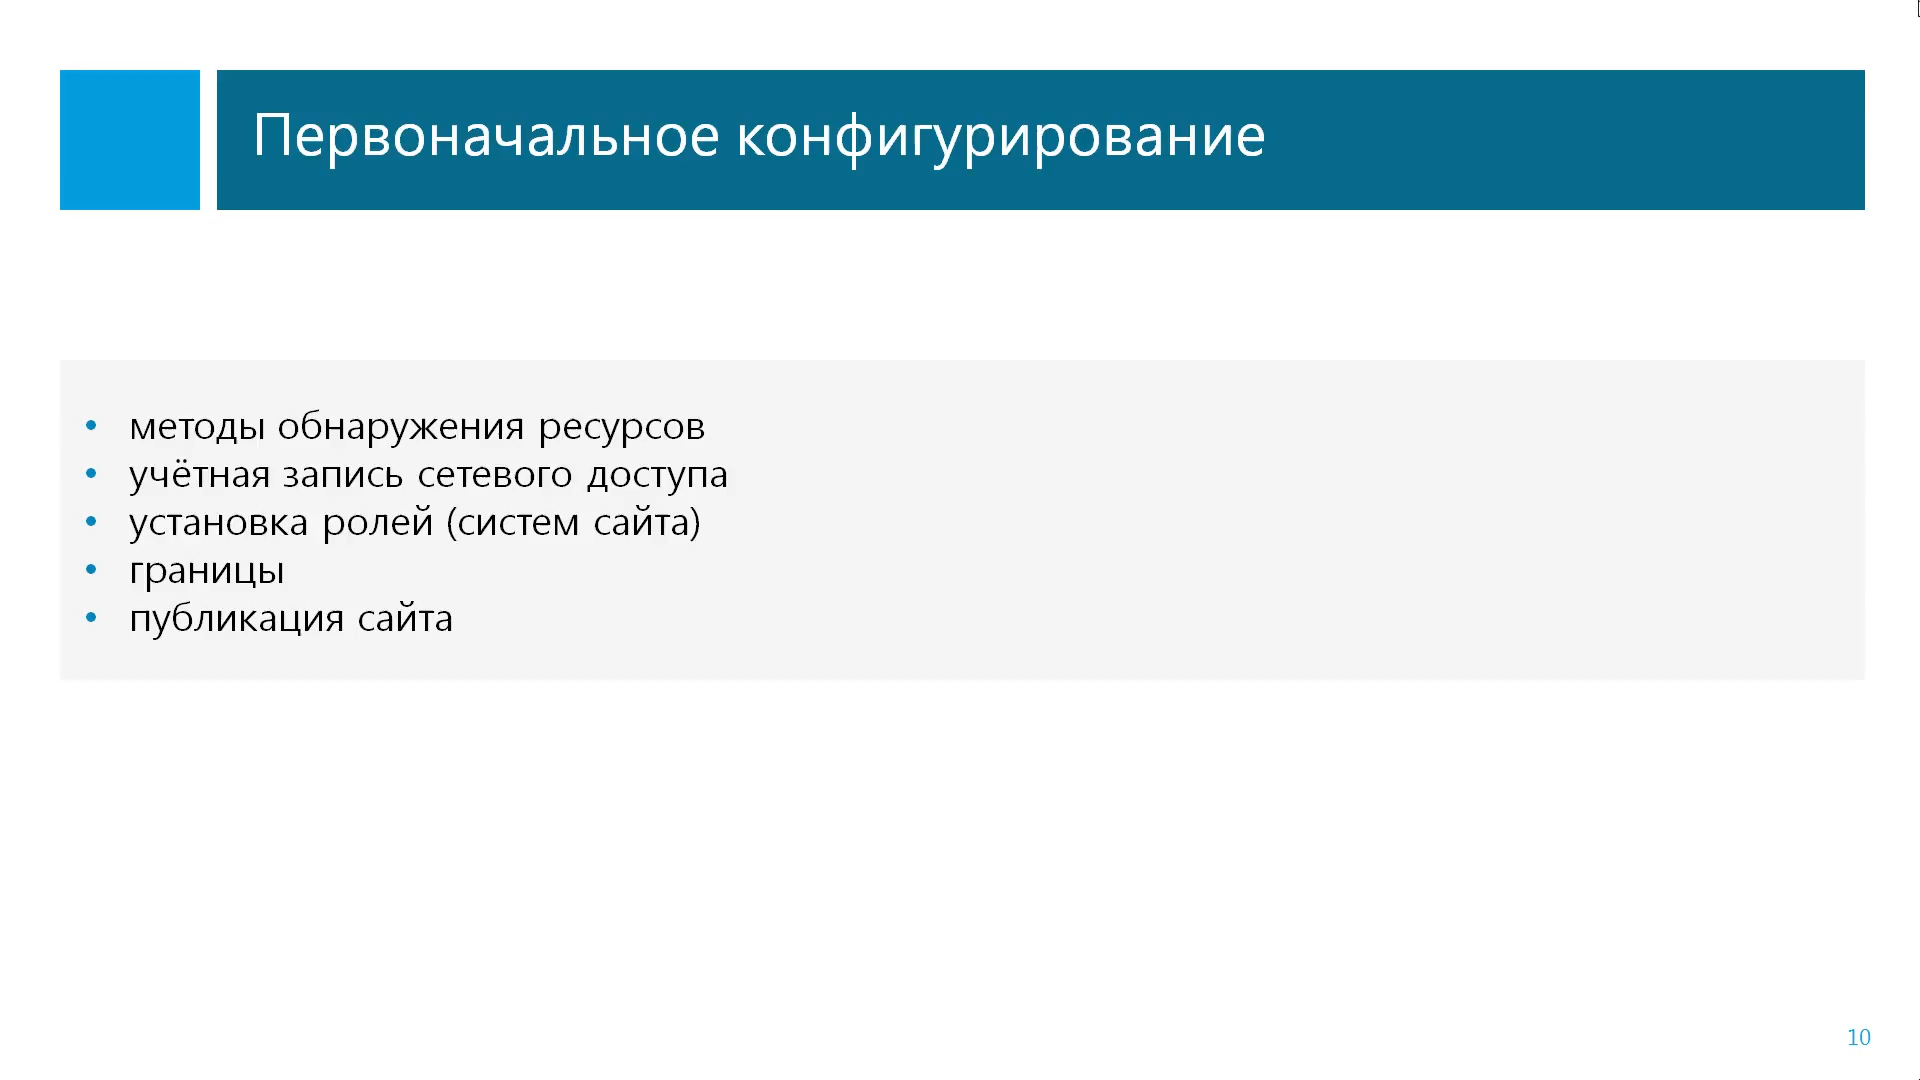 Первоначальное конфигурирование
• методы обнаружения ресурсов
• учётная запись сетевого доступа
• установка ролей (систем сайта)
• границы
• публикация сайта
10